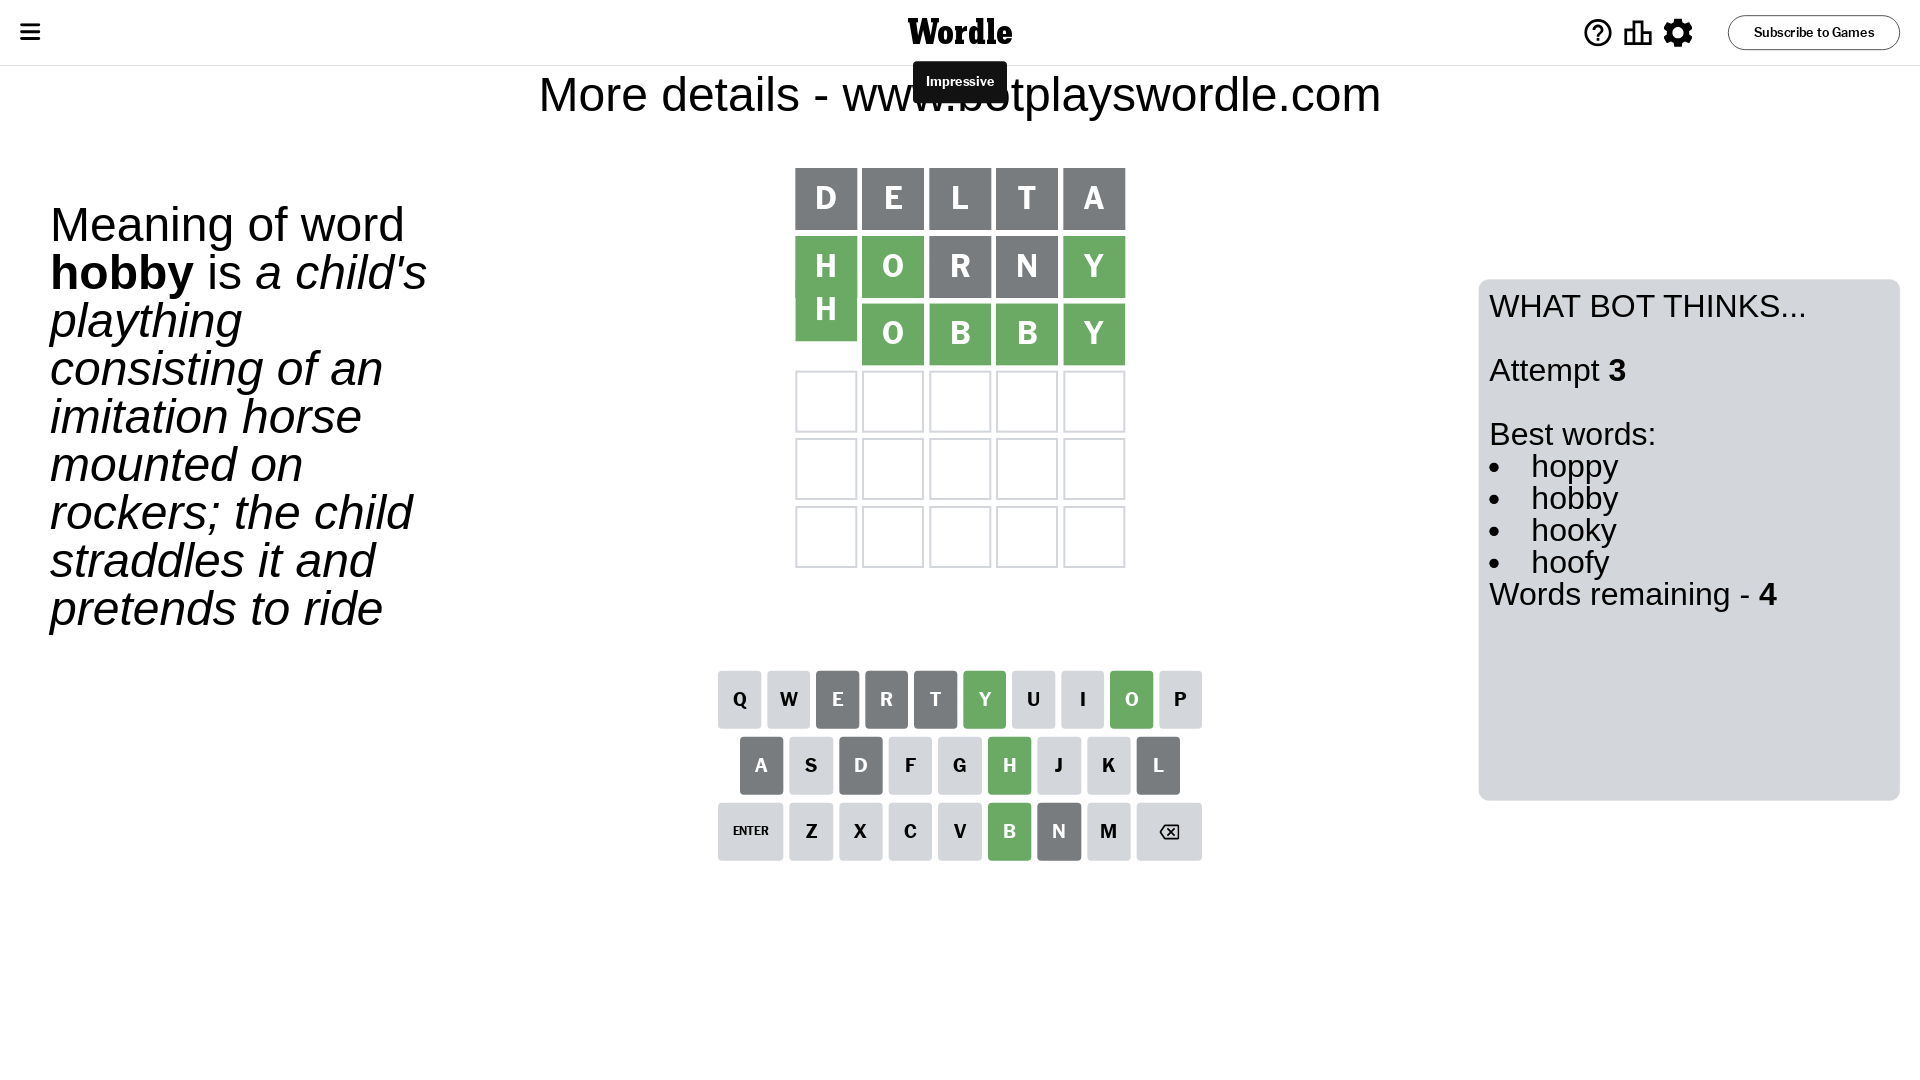 Wordle
Subscribe to Games
Impressive
More details - www.botplayswordle.com
Meaning of word
hobby is a child's
plaything
consisting of an
imitation horse
mounted on
rockers; the child
straddles it and
pretends to ride
D E L T A
H O R N Y
H O B B Y
WHAT BOT THINKS...
Attempt 3
Best words:
• hoppy
• hobby
• hooky
• hoofy
Words remaining - 4
Q W E R T Y U I O P
A S D F G H J K L
ENTER Z X C V B N M